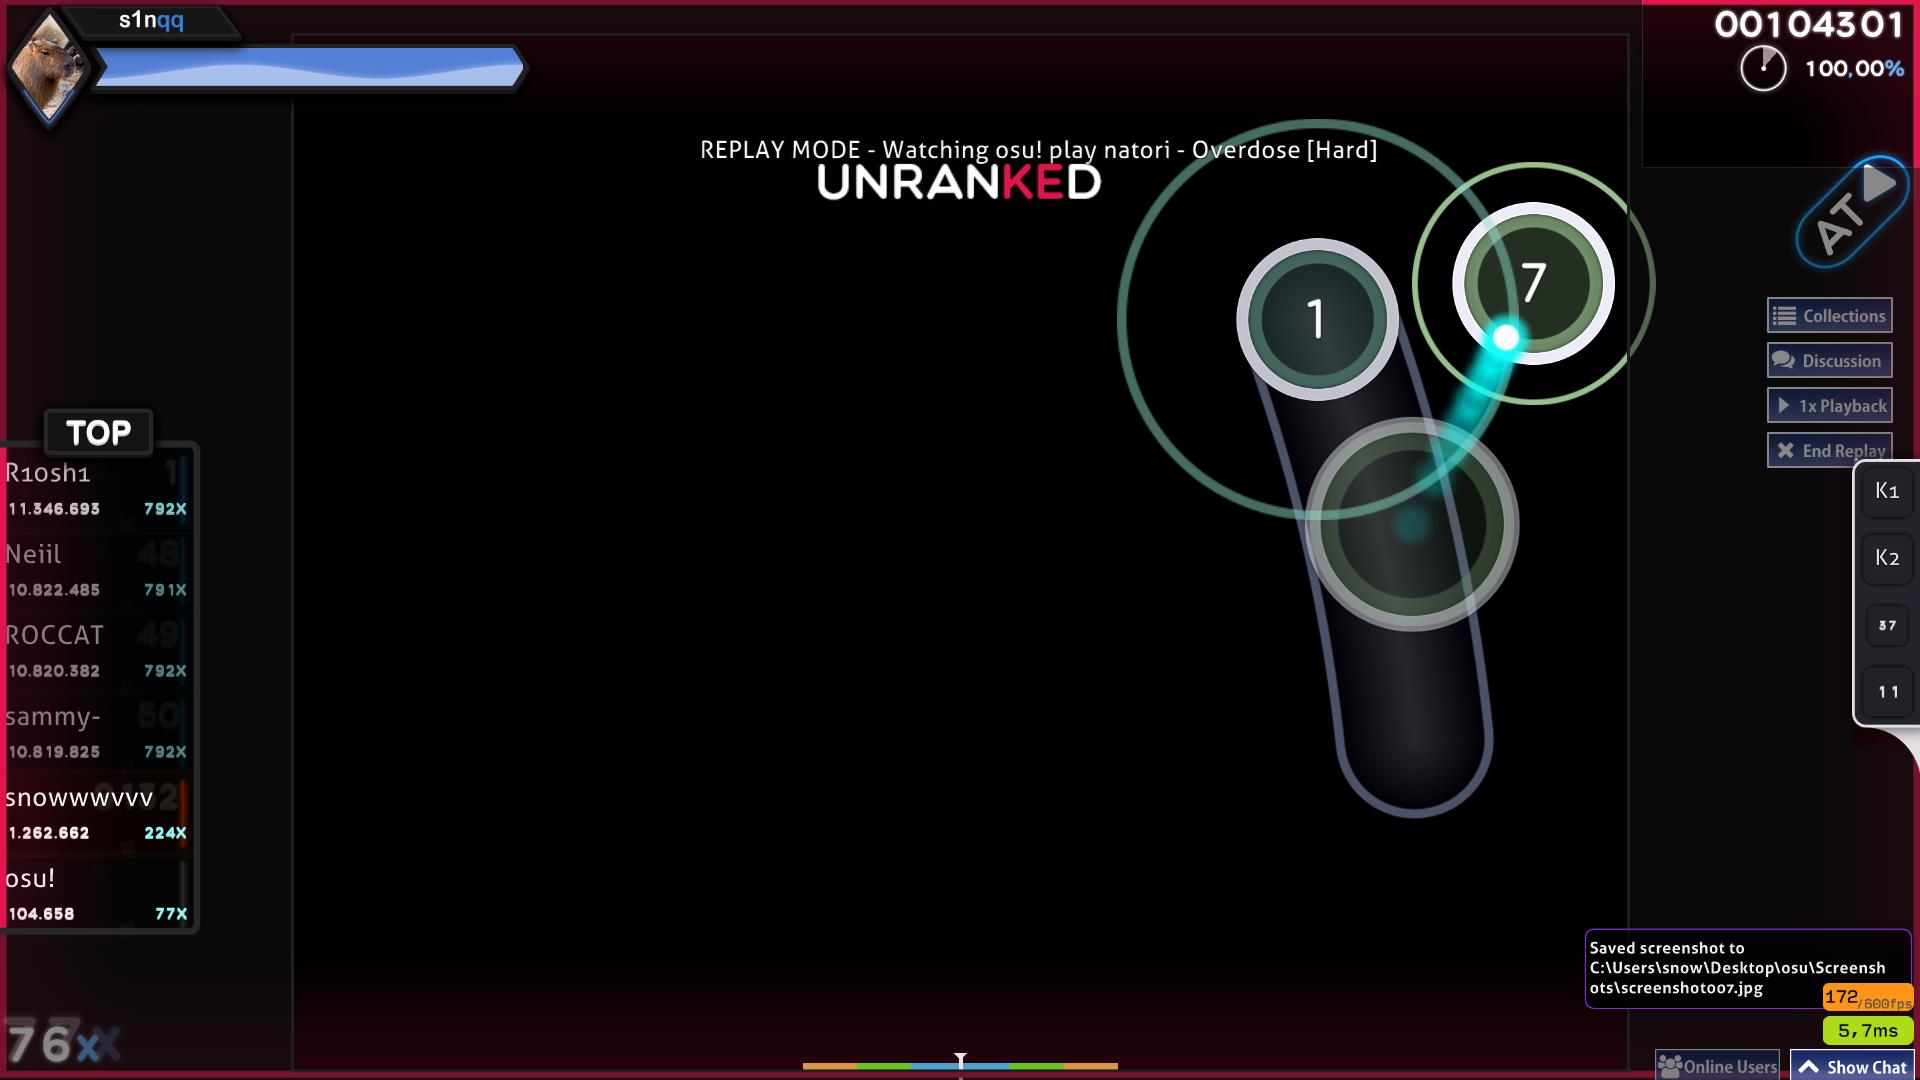 s1nqq
00104301
100,00%
REPLAY MODE - Watching osu! play natori - Overdose [Hard]
UNRANKED
AT
1
7
Collections
Discussion
1x Playback
End Replay
TOP
R1osh1 1
11.346.693 792X
Neiil 48
10.822.485 791X
ROCCAT 49
10.820.382 792X
sammy- 50
10.819.825 792X
snowwwvvv
1.262.662 224X
osu!
104.658 77X
K1
K2
37
11
Saved screenshot to
C:\Users\snow\Desktop\osu\Screensh
ots\screenshot007.jpg
172/600fps
5,7ms
76x
Online Users
Show Chat